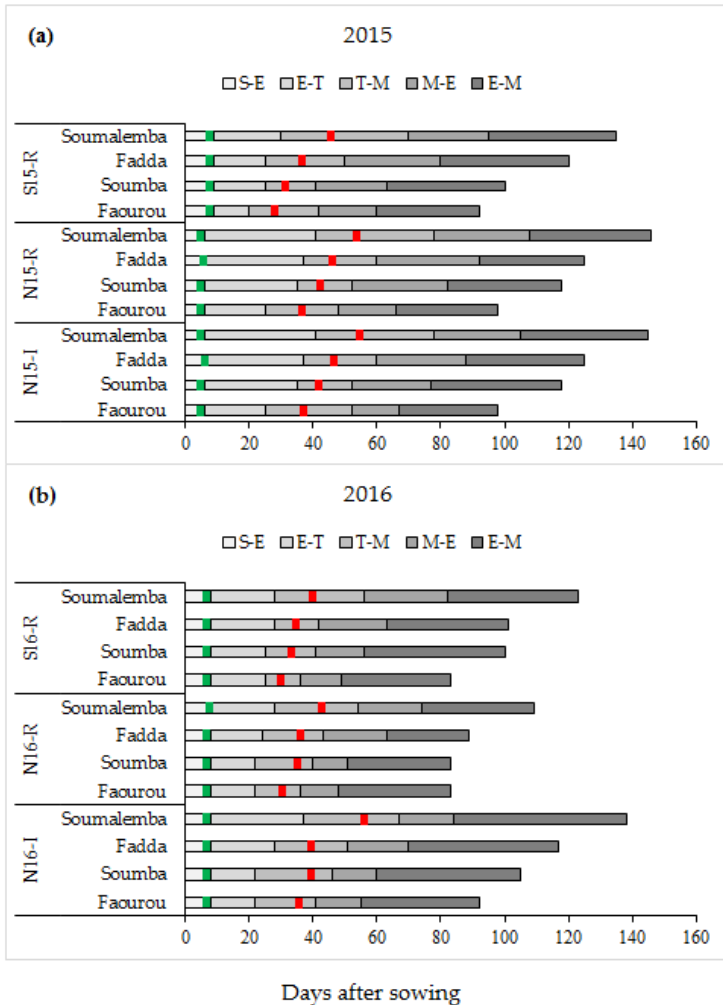 (a) 2015
S-E E-T T-M M-E E-M
S15-R
Soumalemba
Fadda
Soumba
Faourou
N15-R
Soumalemba
Fadda
Soumba
Faourou
N15-I
Soumalemba
Fadda
Soumba
Faourou
0 20 40 60 80 100 120 140 160
(b) 2016
S-E E-T T-M M-E E-M
S16-R
Soumalemba
Fadda
Soumba
Faourou
N16-R
Soumalemba
Fadda
Soumba
Faourou
N16-I
Soumalemba
Fadda
Soumba
Faourou
0 20 40 60 80 100 120 140 160
Days after sowing